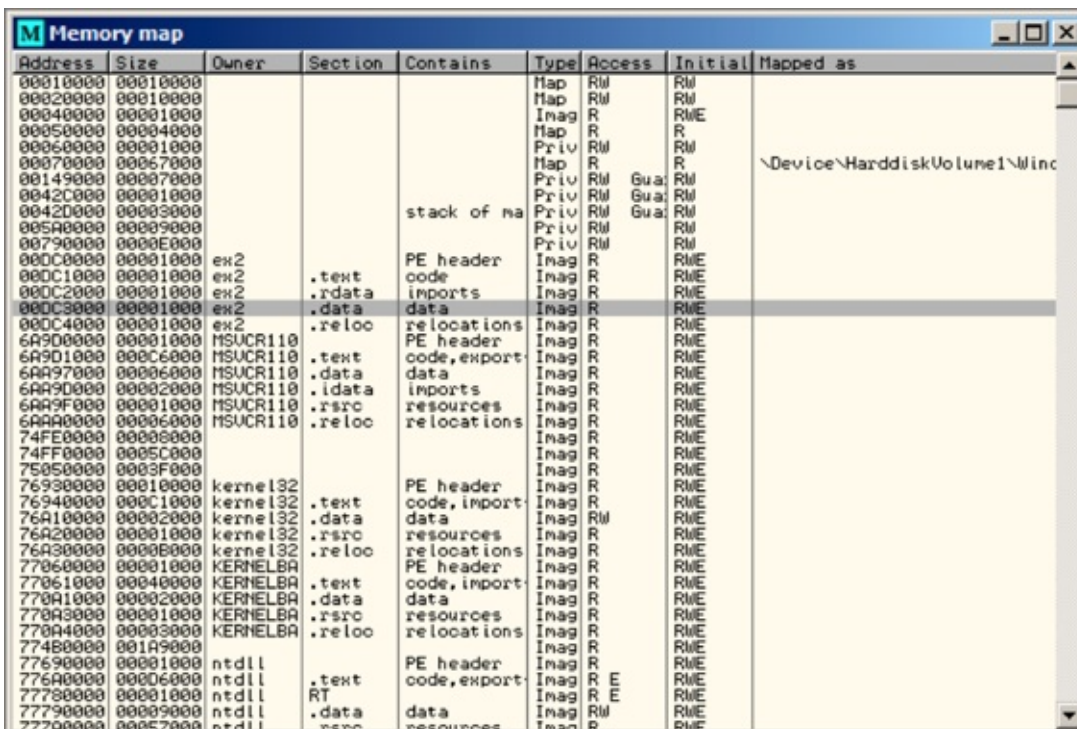 M Memory map
Address Size Owner Section Contains Type Access Initial Mapped as
00010000 00010000 Map RW RW
00020000 00010000 Map RW RW
00040000 00001000 Imag R RWE
00050000 00004000 Map R R
00060000 00001000 Priv RW RW
00070000 00067000 Map R R \Device\HarddiskVolume1\Wind
00149000 00007000 Priv RW Gua: RW
0042C000 00001000 Priv RW Gua: RW
0042D000 00003000 stack of ma Priv RW Gua: RW
005A0000 00009000 Priv RW RW
00790000 0000E000 Priv RW RW
00DC0000 00001000 ex2 PE header Imag R RWE
00DC1000 00001000 ex2 .text code Imag R RWE
00DC2000 00001000 ex2 .rdata imports Imag R RWE
00DC3000 00001000 ex2 .data data Imag R RWE
00DC4000 00001000 ex2 .reloc relocations Imag R RWE
6A9D0000 00001000 MSVCR110 PE header Imag R RWE
6A9D1000 000C6000 MSVCR110 .text code,export Imag R RWE
6AA97000 00006000 MSVCR110 .data data Imag R RWE
6AA9D000 00002000 MSVCR110 .idata imports Imag R RWE
6AA9F000 00001000 MSVCR110 .rsrc resources Imag R RWE
6AAA0000 00006000 MSVCR110 .reloc relocations Imag R RWE
74FE0000 00008000 Imag R RWE
74FF0000 0005C000 Imag R RWE
75050000 0003F000 Imag R RWE
76930000 00010000 kernel32 PE header Imag R RWE
76940000 000C1000 kernel32 .text code,import Imag R RWE
76A10000 00002000 kernel32 .data data Imag RW RWE
76A20000 00001000 kernel32 .rsrc resources Imag R RWE
76A30000 0000B000 kernel32 .reloc relocations Imag R RWE
77060000 00001000 KERNELBA PE header Imag R RWE
77061000 00040000 KERNELBA .text code,import Imag R RWE
770A1000 00002000 KERNELBA .data data Imag R RWE
770A3000 00001000 KERNELBA .rsrc resources Imag R RWE
770A4000 00003000 KERNELBA .reloc relocations Imag R RWE
774B0000 001A9000 Imag R RWE
77690000 00001000 ntdll PE header Imag R RWE
776A0000 000D6000 ntdll .text code,export Imag R E RWE
77780000 00001000 ntdll RT Imag R E RWE
77790000 00009000 ntdll .data data Imag RW RWE
777A0000 00057000 ntdll .rsrc resources Imag R RWE